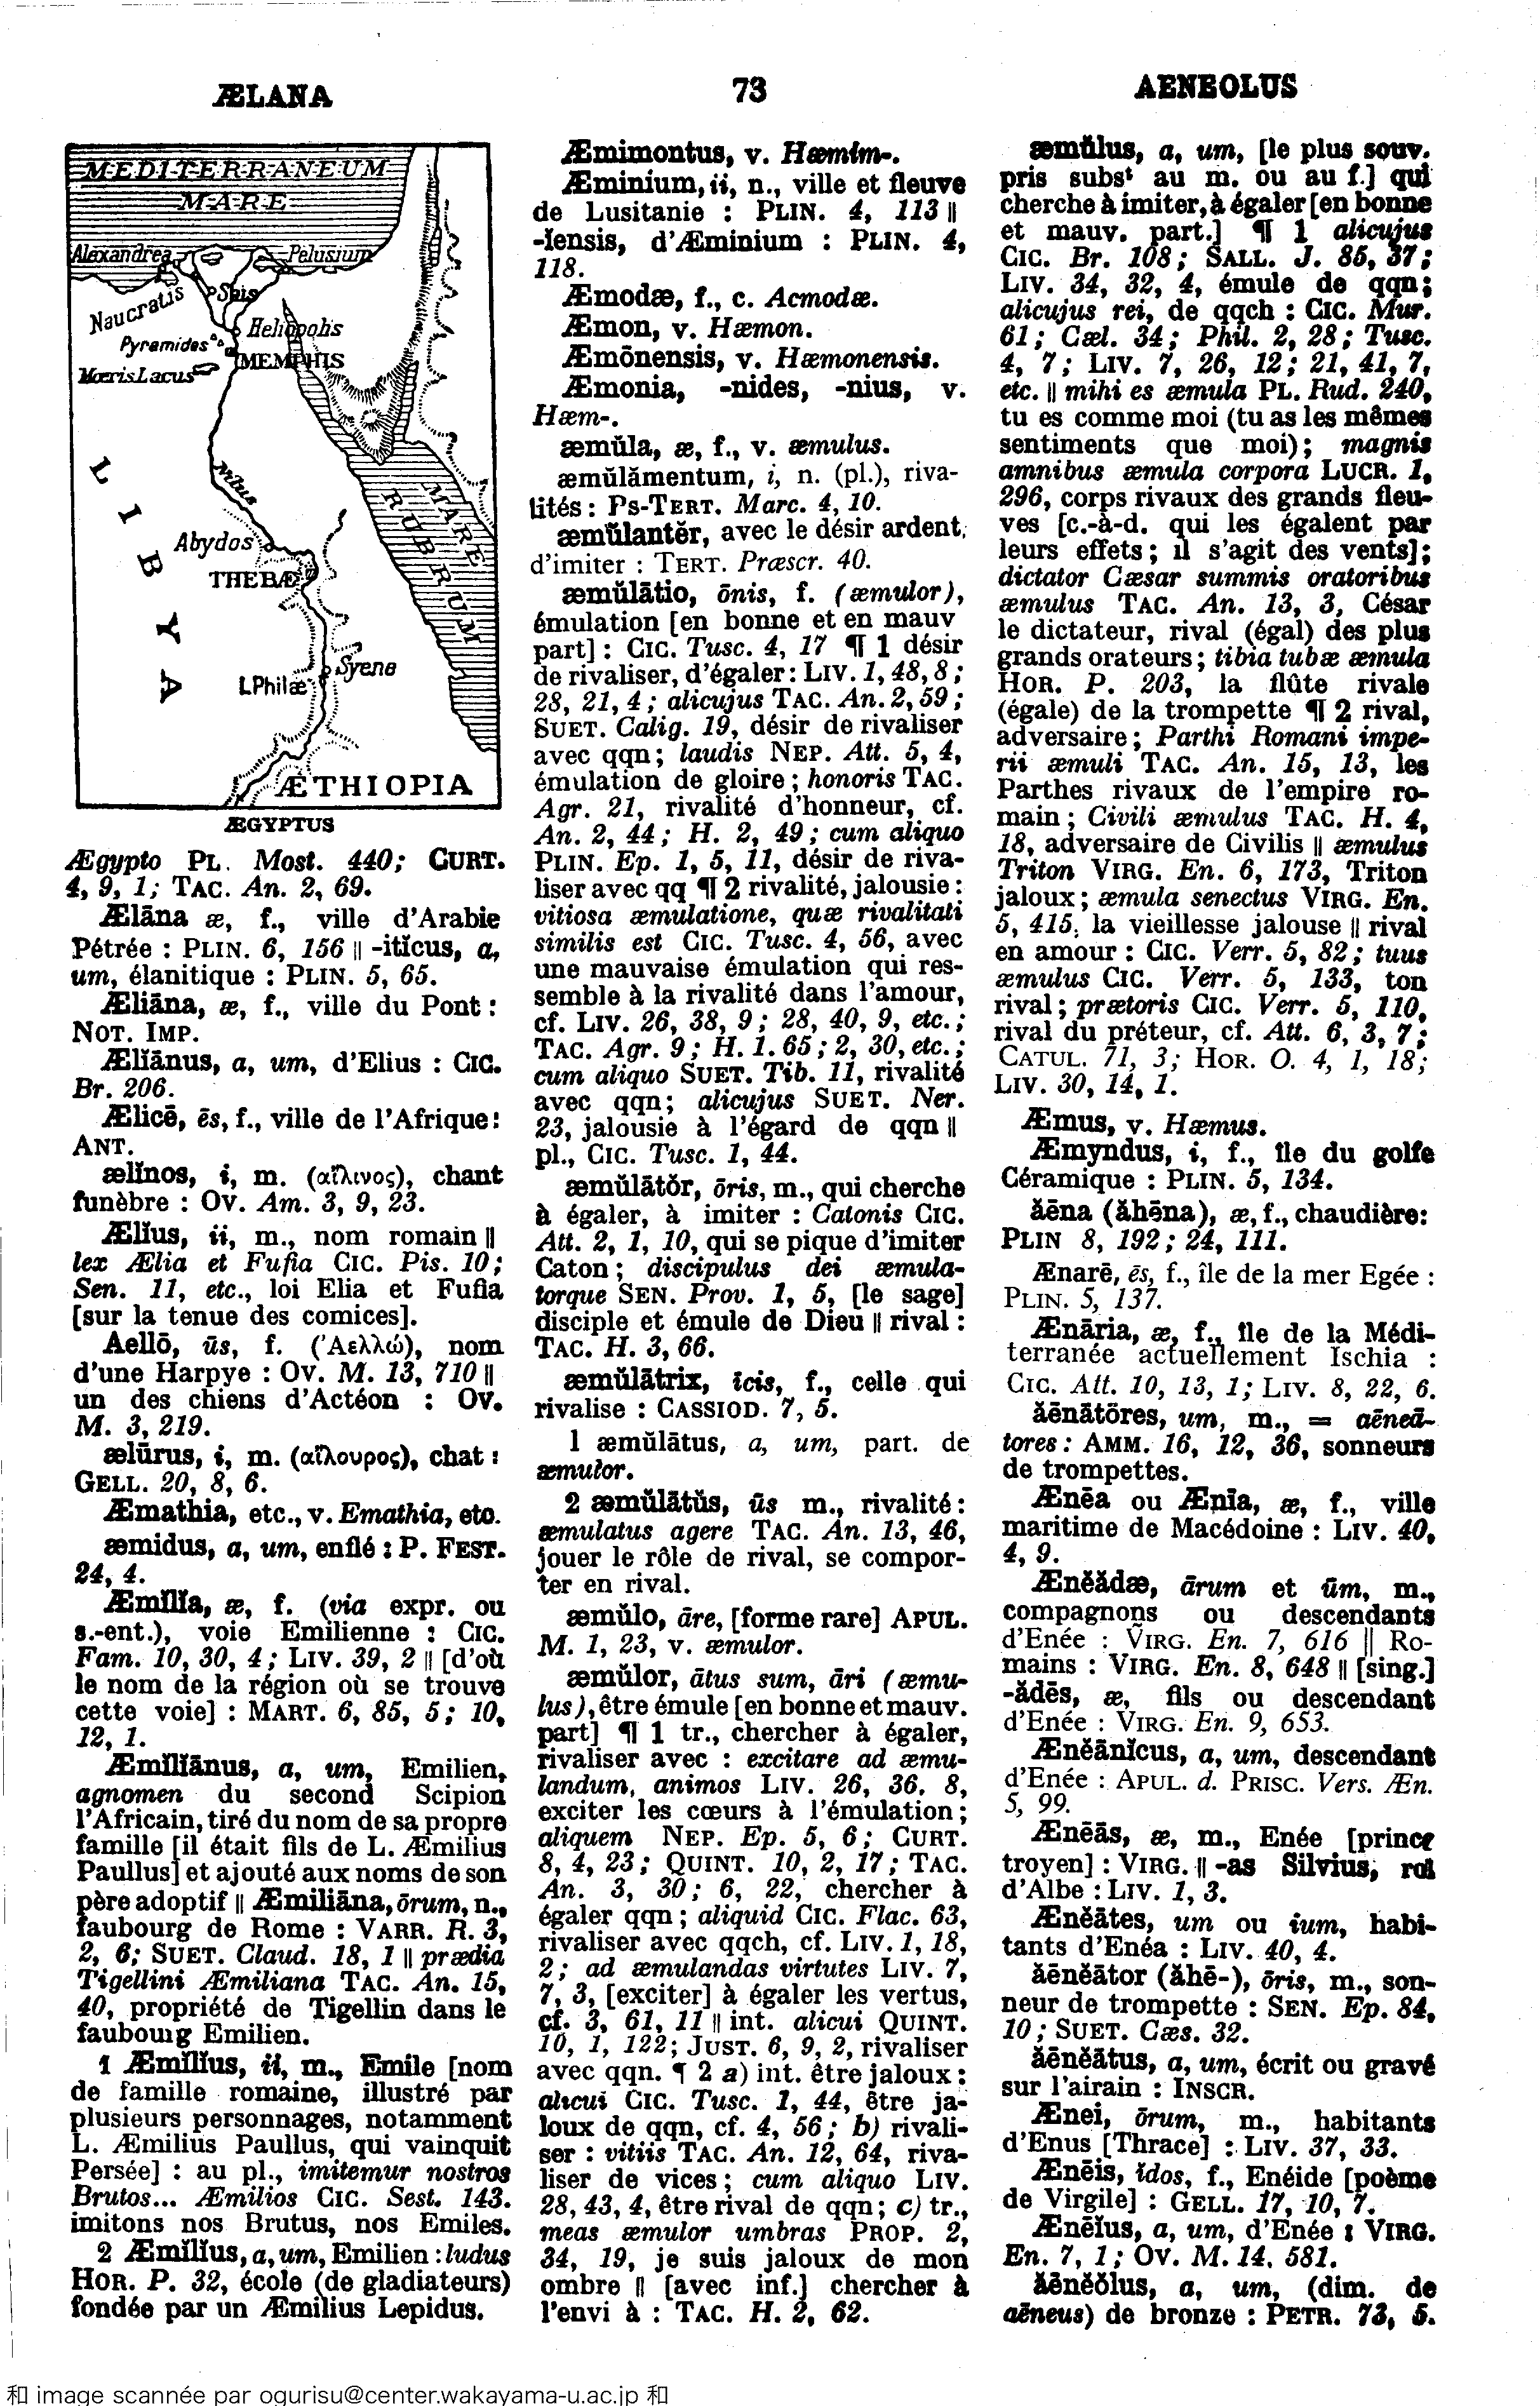 ÆLANA
73
AENEOLUS
MEDITERRANEUM
MARE
Alexandrea
Pelusium
Naucratis
Sais
Heliopolis
Pyramides
MEMPHIS
Mœris Lacus
LIBYA
Nilus
MARE
RUBRUM
Abydos
THEBÆ
Syene
I.Philæ
ÆTHIOPIA
ÆGYPTUS
Ægypto PL. Most. 440; CURT.
4, 9, 1; TAC. An. 2, 69.
Ælāna æ, f., ville d'Arabie
Pétrée : PLIN. 6, 156 ‖ -iticus, a,
um, élanitique : PLIN. 5, 65.
Æliāna, æ, f., ville du Pont :
NOT. IMP.
Ælĭānus, a, um, d'Elius : CIC.
Br. 206.
Ælicē, ēs, f., ville de l'Afrique :
ANT.
ælĭnos, i, m. (αἴλινος), chant
funèbre : OV. Am. 3, 9, 23.
Ælĭus, ii, m., nom romain ‖
lex Ælia et Fufia CIC. Pis. 10;
Sen. 11, etc., loi Elia et Fufia
[sur la tenue des comices].
Aellō, ūs, f. (Ἀελλώ), nom
d'une Harpye : OV. M. 13, 710 ‖
un des chiens d'Actéon : OV.
M. 3, 219.
ælūrus, i, m. (αἴλουρος), chat :
GELL. 20, 8, 6.
Æmathia, etc., v. Emathia, etc.
æmidus, a, um, enflé : P. FEST.
24, 4.
Æmĭlĭa, æ, f. (via expr. ou
s.-ent.), voie Emilienne : CIC.
Fam. 10, 30, 4; LIV. 39, 2 ‖ [d'où
le nom de la région où se trouve
cette voie] : MART. 6, 85, 5; 10,
12, 1.
Æmĭlĭānus, a, um, Emilien,
agnomen du second Scipion
l'Africain, tiré du nom de sa propre
famille [il était fils de L. Æmilius
Paullus] et ajouté aux noms de son
père adoptif ‖ Æmiliāna, ōrum, n.,
faubourg de Rome : VARR. R. 3,
2, 6; SUET. Claud. 18, 1 ‖ prædia
Tigellini Æmiliana TAC. An. 15,
40, propriété de Tigellin dans le
faubourg Emilien.
1 Æmĭlĭus, ii, m., Emile [nom
de famille romaine, illustré par
plusieurs personnages, notamment
L. Æmilius Paullus, qui vainquit
Persée] : au pl., imitemur nostros
Brutos... Æmilios CIC. Sest. 143.
imitons nos Brutus, nos Emiles.
2 Æmĭlĭus, a, um, Emilien : ludus
HOR. P. 32, école (de gladiateurs)
fondée par un Æmilius Lepidus.
Æmimontus, v. Hæmim-.
Æminium, ii, n., ville et fleuve
de Lusitanie : PLIN. 4, 113 ‖
-iensis, d'Æminium : PLIN. 4,
118.
Æmodæ, f., c. Acmodæ.
Æmon, v. Hæmon.
Æmōnensis, v. Hæmonensis.
Æmonia, -nides, -nius, v.
Hæm-.
æmŭla, æ, f., v. æmulus.
æmŭlāmentum, i, n. (pl.), riva-
lités : PS-TERT. Marc. 4, 10.
æmŭlantĕr, avec le désir ardent
d'imiter : TERT. Præscr. 40.
æmŭlātio, ōnis, f. (æmulor),
émulation [en bonne et en mauv
part] : CIC. Tusc. 4, 17 ¶ 1 désir
de rivaliser, d'égaler : LIV. 1, 48, 8;
28, 21, 4; alicujus TAC. An. 2, 59;
SUET. Calig. 19, désir de rivaliser
avec qqn; laudis NEP. Att. 5, 4,
émulation de gloire; honoris TAC.
Agr. 21, rivalité d'honneur, cf.
An. 2, 44; H. 2, 49; cum aliquo
PLIN. Ep. 1, 5, 11, désir de riva-
liser avec qq ¶ 2 rivalité, jalousie :
vitiosa æmulatione, quæ rivalitati
similis est CIC. Tusc. 4, 56, avec
une mauvaise émulation qui res-
semble à la rivalité dans l'amour,
cf. LIV. 26, 38, 9; 28, 40, 9, etc.;
TAC. Agr. 9; H. 1. 65; 2, 30, etc.;
cum aliquo SUET. Tib. 11, rivalité
avec qqn; alicujus SUET. Ner.
23, jalousie à l'égard de qqn ‖
pl., CIC. Tusc. 1, 44.
æmŭlātŏr, ōris, m., qui cherche
à égaler, à imiter : Catonis CIC.
Att. 2, 1, 10, qui se pique d'imiter
Caton; discipulus dei æmula-
torque SEN. Prov. 1, 5, [le sage]
disciple et émule de Dieu ‖ rival :
TAC. H. 3, 66.
æmŭlātrix, īcis, f., celle qui
rivalise : CASSIOD. 7, 5.
1 æmŭlātus, a, um, part. de
æmulor.
2 æmŭlātŭs, ūs m., rivalité :
æmulatus agere TAC. An. 13, 46,
jouer le rôle de rival, se compor-
ter en rival.
æmŭlo, āre, [forme rare] APUL.
M. 1, 23, v. æmulor.
æmŭlor, ātus sum, āri (æmu-
lus), être émule [en bonne et mauv.
part] ¶ 1 tr., chercher à égaler,
rivaliser avec : excitare ad æmu-
landum, animos LIV. 26, 36, 8,
exciter les cœurs à l'émulation;
aliquem NEP. Ep. 5, 6; CURT.
8, 4, 23; QUINT. 10, 2, 17; TAC.
An. 3, 30; 6, 22, chercher à
égaler qqn; aliquid CIC. Flac. 63,
rivaliser avec qqch, cf. LIV. 1, 18,
2; ad æmulandas virtutes LIV. 7,
7, 3, [exciter] à égaler les vertus,
cf. 3, 61, 11 ‖ int. alicui QUINT.
10, 1, 122; JUST. 6, 9, 2, rivaliser
avec qqn. ¶ 2 a) int. être jaloux :
alicui CIC. Tusc. 1, 44, être ja-
loux de qqn, cf. 4, 56; b) rivali-
ser : vitiis TAC. An. 12, 64, riva-
liser de vices; cum aliquo LIV.
28, 43, 4, être rival de qqn; c) tr.,
meas æmulor umbras PROP. 2,
34, 19, je suis jaloux de mon
ombre ‖ [avec inf.] chercher à
l'envi à : TAC. H. 2, 62.
æmŭlus, a, um, [le plus souv.
pris subsᵗ au m. ou au f.] qui
cherche à imiter, à égaler [en bonne
et mauv. part.] ¶ 1 alicujus
CIC. Br. 108; SALL. J. 85, 37;
LIV. 34, 32, 4, émule de qqn;
alicujus rei, de qqch : CIC. Mur.
61; Cæl. 34; Phil. 2, 28; Tusc.
4, 7; LIV. 7, 26, 12; 21, 41, 7,
etc. ‖ mihi es æmula PL. Rud. 240,
tu es comme moi (tu as les mêmes
sentiments que moi); magnis
amnibus æmula corpora LUCR. 1,
296, corps rivaux des grands fleu-
ves [c.-à-d. qui les égalent par
leurs effets; il s'agit des vents];
dictator Cæsar summis oratoribus
æmulus TAC. An. 13, 3, César
le dictateur, rival (égal) des plus
grands orateurs; tibia tubæ æmula
HOR. P. 203, la flûte rivale
(égale) de la trompette ¶ 2 rival,
adversaire; Parthi Romani impe-
rii æmuli TAC. An. 15, 13, les
Parthes rivaux de l'empire ro-
main; Civili æmulus TAC. H. 4,
18, adversaire de Civilis ‖ æmulus
Triton VIRG. En. 6, 173, Triton
jaloux; æmula senectus VIRG. En.
5, 415, la vieillesse jalouse ‖ rival
en amour : CIC. Verr. 5, 82; tuus
æmulus CIC. Verr. 5, 133, ton
rival; prætoris CIC. Verr. 5, 110,
rival du préteur, cf. Att. 6, 3, 7;
CATUL. 71, 3; HOR. O. 4, 1, 18;
LIV. 30, 14, 1.
Æmus, v. Hæmus.
Æmyndus, i, f., île du golfe
Céramique : PLIN. 5, 134.
ăēna (ăhēna), æ, f., chaudière :
PLIN 8, 192; 24, 111.
Ænarē, ēs, f., île de la mer Egée :
PLIN. 5, 137.
Ænāria, æ, f., île de la Médi-
terranée actuellement Ischia :
CIC. Att. 10, 13, 1; LIV. 8, 22, 6.
ăēnātōres, um, m., = aēneā-
tores : AMM. 16, 12, 36, sonneurs
de trompettes.
Ænēa ou Ænīa, æ, f., ville
maritime de Macédoine : LIV. 40,
4, 9.
Ænĕădæ, ārum et ūm, m.,
compagnons ou descendants
d'Enée : VIRG. En. 7, 616 ‖ Ro-
mains : VIRG. En. 8, 648 ‖ [sing.]
-ădēs, æ, fils ou descendant
d'Enée : VIRG. En. 9, 653.
Ænĕānĭcus, a, um, descendant
d'Enée : APUL. d. PRISC. Vers. Æn.
5, 99.
Ænēās, æ, m., Enée [prince
troyen] : VIRG. ‖ -as Silvius, roi
d'Albe : LIV. 1, 3.
Ænĕātes, um ou ium, habi-
tants d'Enéa : LIV. 40, 4.
ăēnĕātor (ăhē-), ōris, m., son-
neur de trompette : SEN. Ep. 84,
10; SUET. Cæs. 32.
ăēnĕātus, a, um, écrit ou gravé
sur l'airain : INSCR.
Ænei, ōrum, m., habitants
d'Enus [Thrace] : LIV. 37, 33.
Ænēis, ĭdos, f., Enéide [poème
de Virgile] : GELL. 17, 10, 7.
Ænēĭus, a, um, d'Enée : VIRG.
En. 7, 1; OV. M. 14, 581.
ăēnĕŏlus, a, um, (dim. de
aēneus) de bronze : PETR. 73, 5.
和 image scannée par ogurisu@center.wakayama-u.ac.jp 和